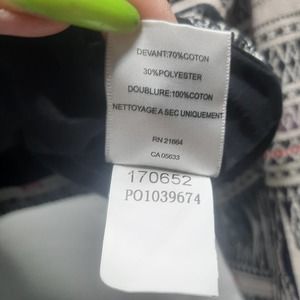 DEVANT:70%COTON
30%POLYESTER
DOUBLURE:100%COTON
NETTOYAGE A SEC UNIQUEMENT
RN 21664
CA 05633
170652
PO1039674